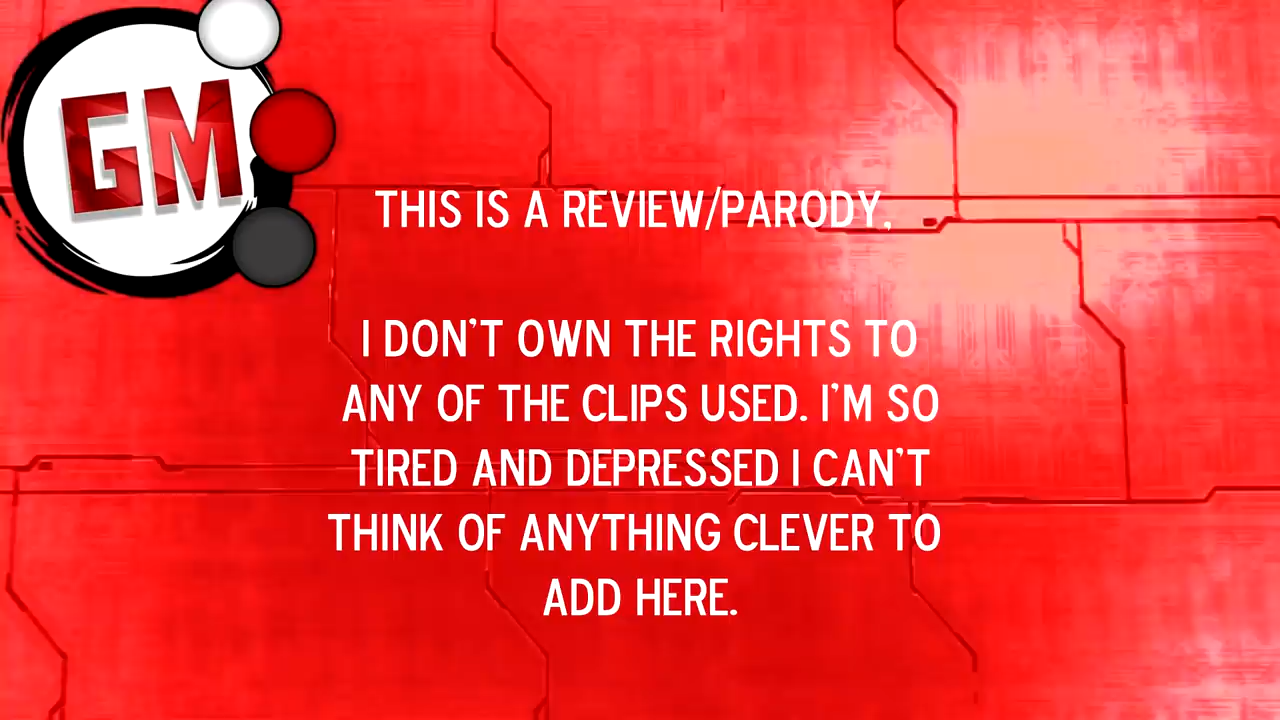 GM
THIS IS A REVIEW/PARODY,
I DON'T OWN THE RIGHTS TO
ANY OF THE CLIPS USED. I'M SO
TIRED AND DEPRESSED I CAN'T
THINK OF ANYTHING CLEVER TO
ADD HERE.